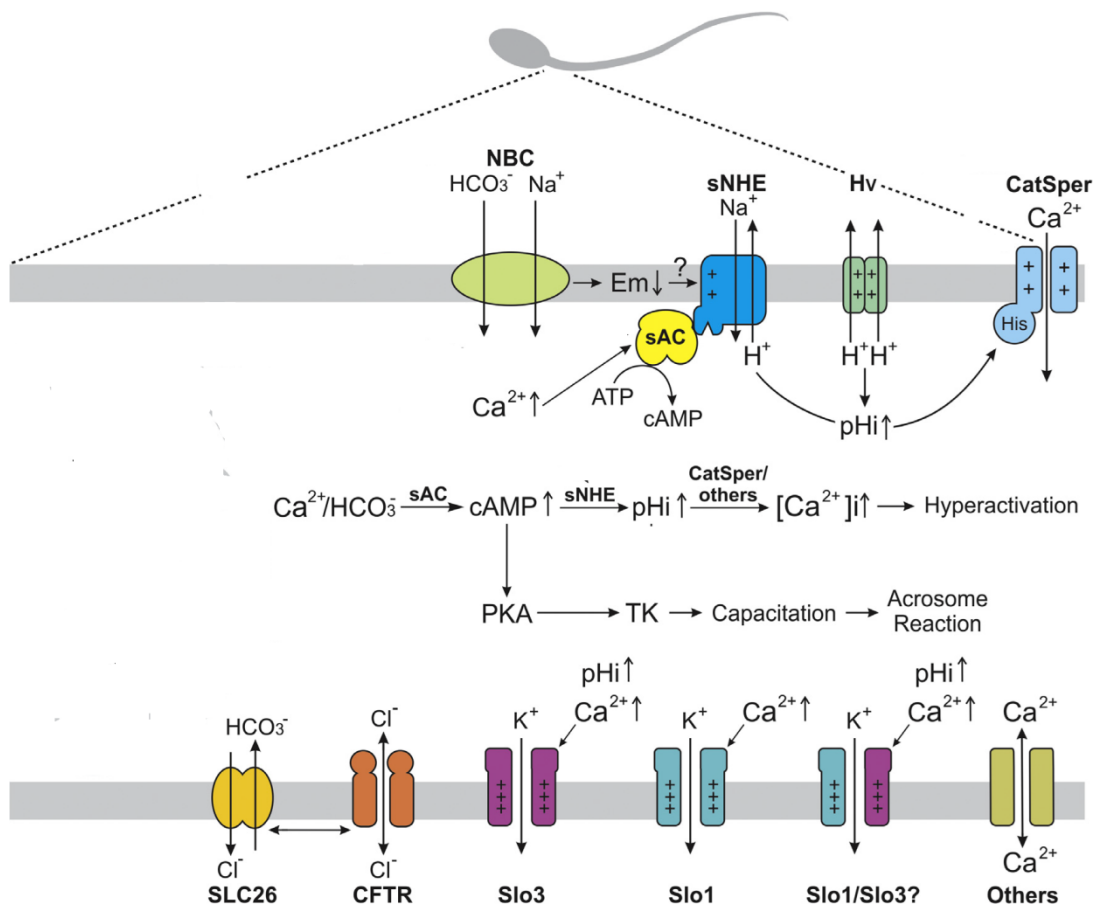 NBC
HCO₃⁻ Na⁺
sNHE
Na⁺
Hv
CatSper
Ca²⁺
+ + + +
+ +
+ +
+ + + +
Em↓
?
His
sAC
H⁺
H⁺ H⁺
Ca²⁺↑
ATP
cAMP
pHi↑
Ca²⁺/HCO₃⁻ sAC cAMP↑ sNHE pHi↑ CatSper/
others [Ca²⁺]i↑ Hyperactivation
PKA TK Capacitation Acrosome
Reaction
HCO₃⁻
Cl⁻
SLC26
Cl⁻
Cl⁻
CFTR
pHi↑
K⁺ Ca²⁺↑
+++ +++
Slo3
K⁺ Ca²⁺↑
+++ +++
Slo1
pHi↑
K⁺ Ca²⁺↑
+++ +++
Slo1/Slo3?
Ca²⁺
Ca²⁺
Others